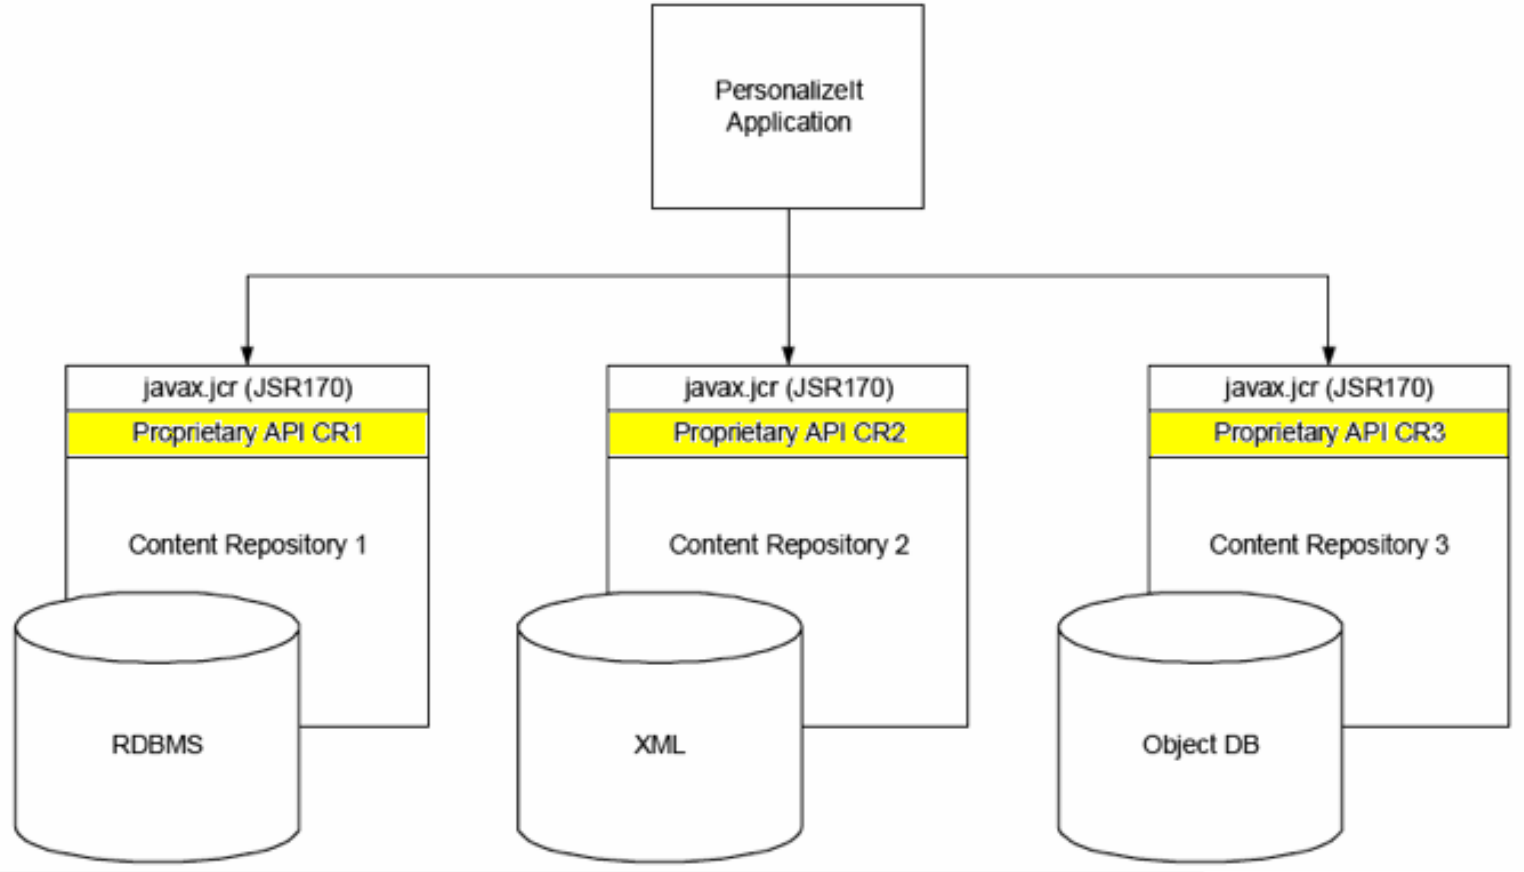 PersonalizeIt
Application
javax.jcr (JSR170)
Proprietary API CR1
Content Repository 1
RDBMS
javax.jcr (JSR170)
Proprietary API CR2
Content Repository 2
XML
javax.jcr (JSR170)
Proprietary API CR3
Content Repository 3
Object DB